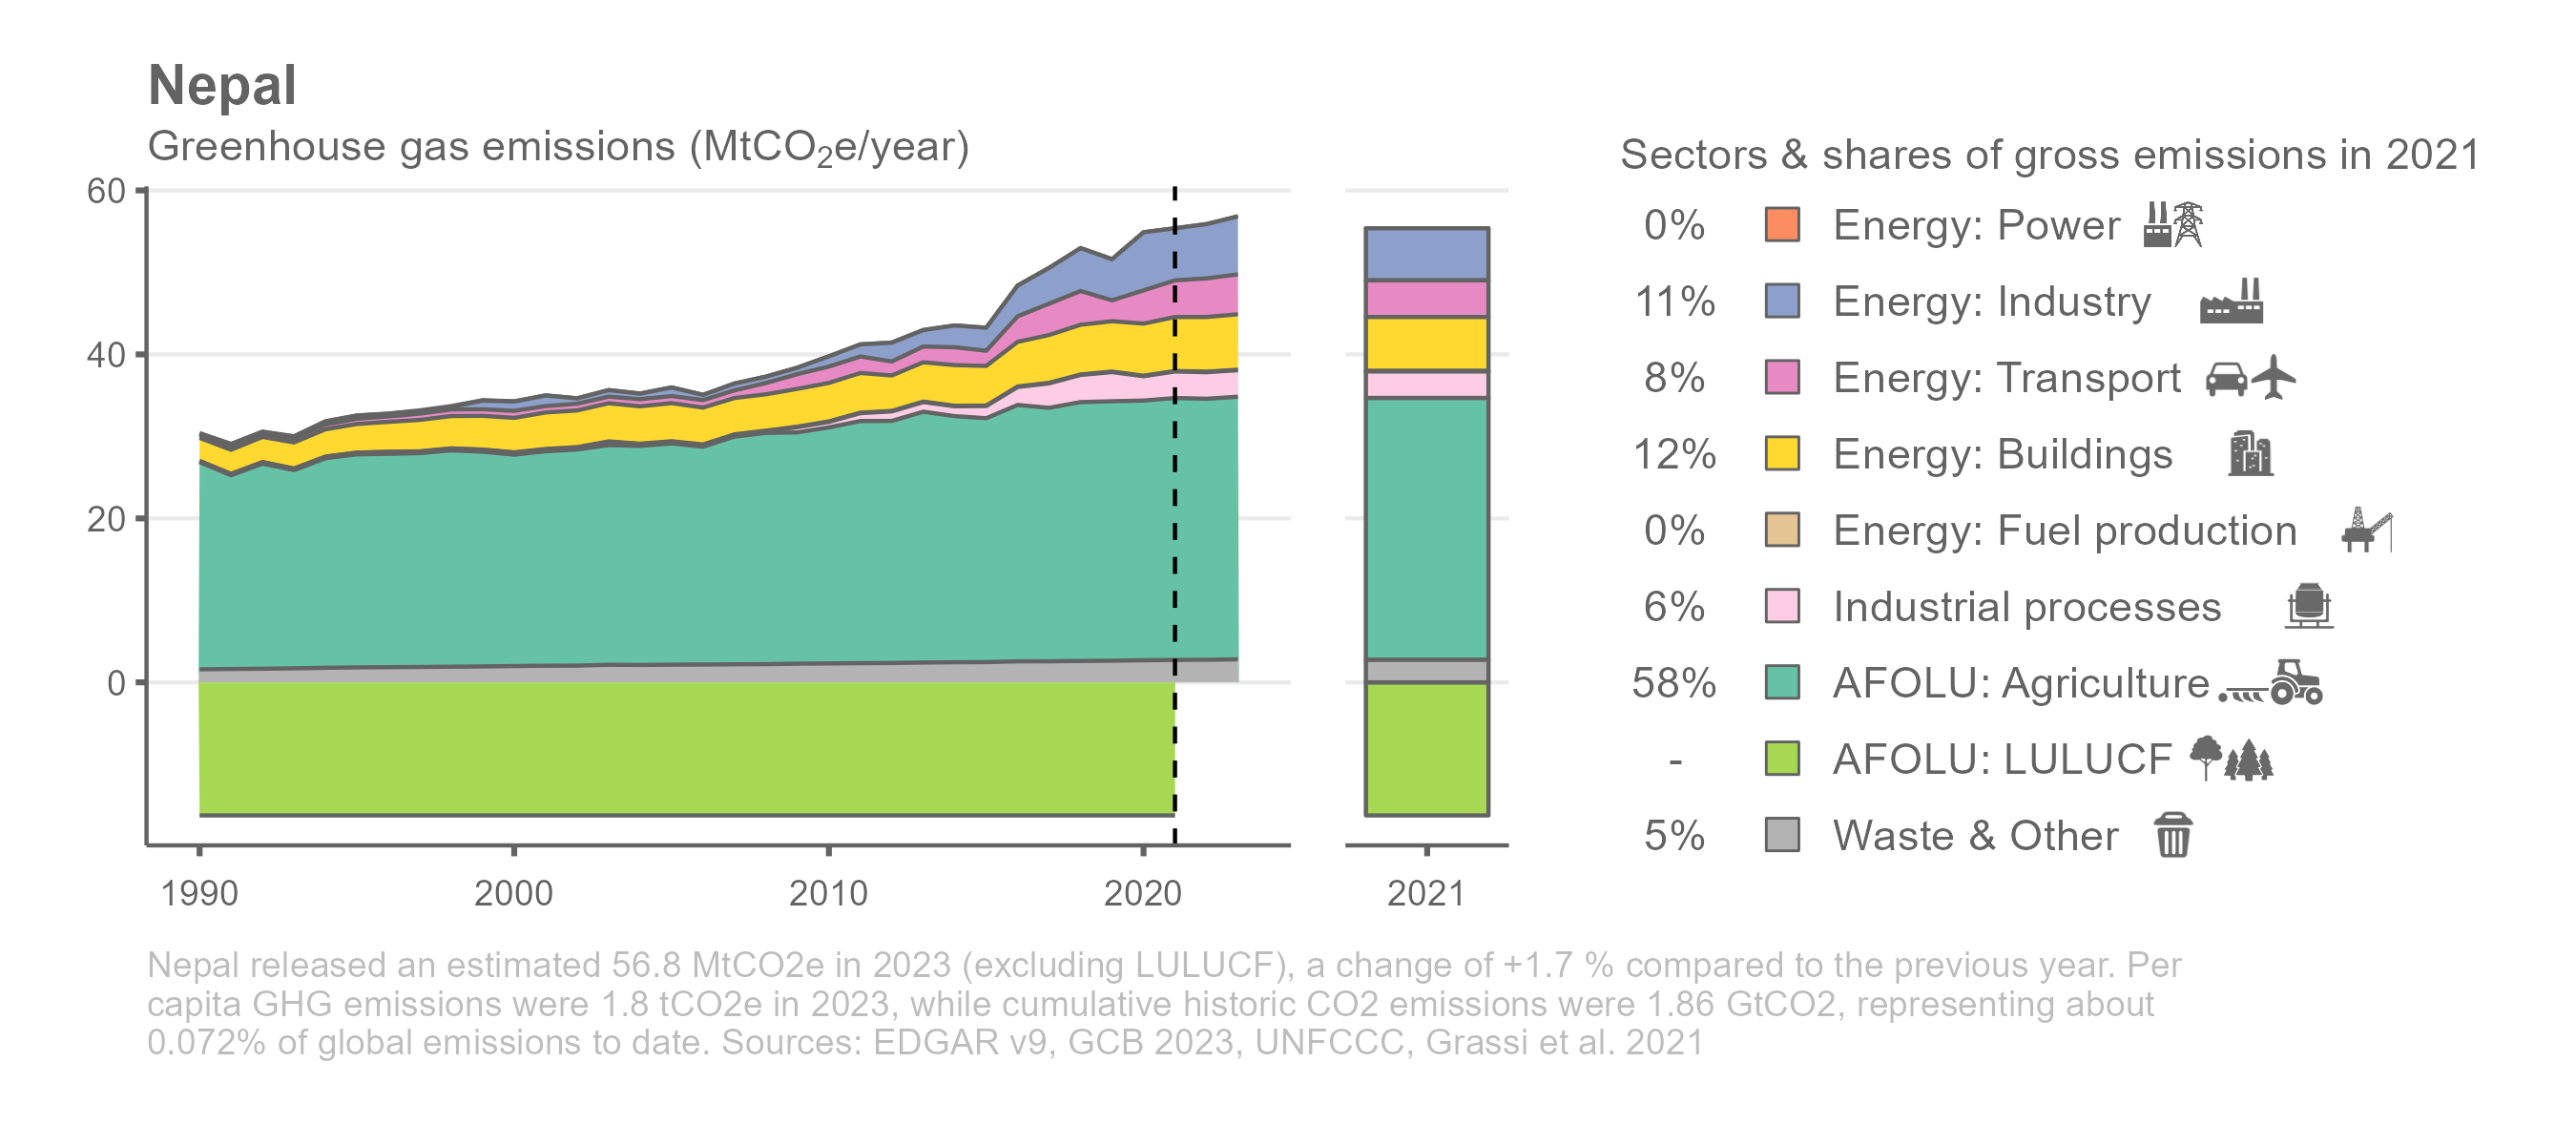 Nepal
Greenhouse gas emissions (MtCO₂e/year)
Sectors & shares of gross emissions in 2021
60
40
20
0
1990
2000
2010
2020
2021
0% Energy: Power
11% Energy: Industry
8% Energy: Transport
12% Energy: Buildings
0% Energy: Fuel production
6% Industrial processes
58% AFOLU: Agriculture
- AFOLU: LULUCF
5% Waste & Other
Nepal released an estimated 56.8 MtCO2e in 2023 (excluding LULUCF), a change of +1.7 % compared to the previous year. Per
capita GHG emissions were 1.8 tCO2e in 2023, while cumulative historic CO2 emissions were 1.86 GtCO2, representing about
0.072% of global emissions to date. Sources: EDGAR v9, GCB 2023, UNFCCC, Grassi et al. 2021